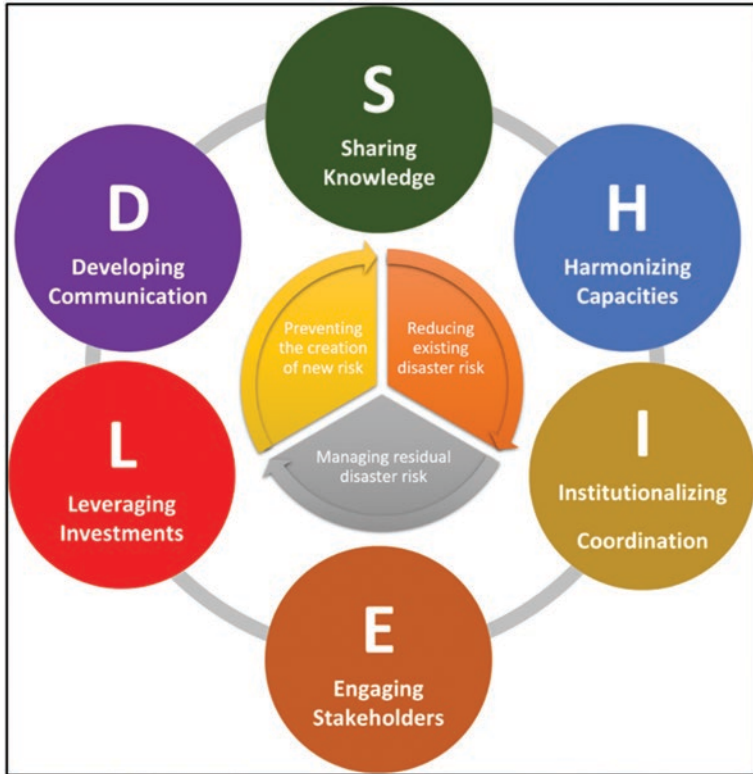 S
Sharing
Knowledge
H
Harmonizing
Capacities
I
Institutionalizing
Coordination
E
Engaging
Stakeholders
L
Leveraging
Investments
D
Developing
Communication
Preventing
the creation
of new risk
Reducing
existing
disaster risk
Managing residual
disaster risk